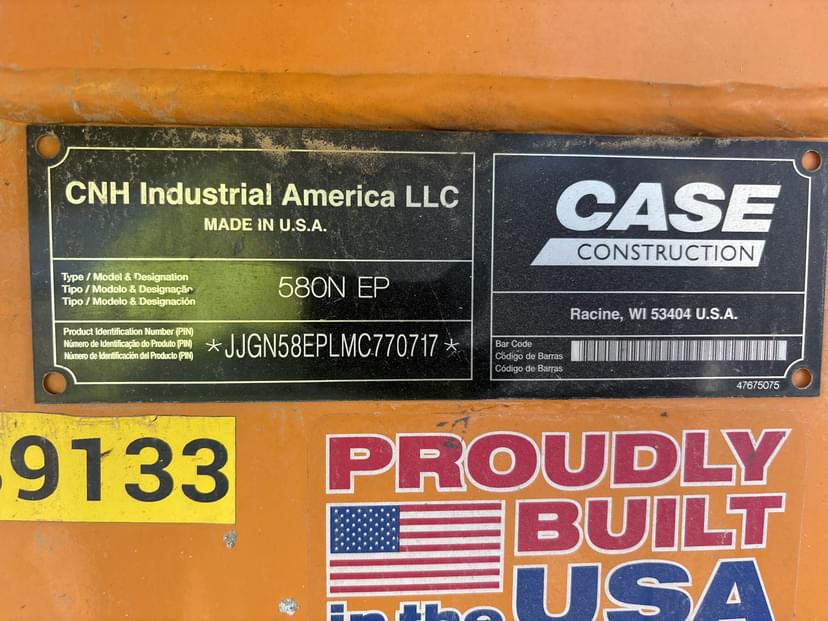 CNH Industrial America LLC
MADE IN U.S.A.
Type / Model & Designation
Tipo / Modolo & Designação
Tipo / Modelo & Designación
580N EP
Product Identification Number (PIN)
Número de Identificação do Produto (PIN)
Número de Identificación del Producto (PIN)
*JJGN58EPLMC770717*
CASE
CONSTRUCTION
Racine, WI 53404 U.S.A.
Bar Code
Código de Barras
Código de Barras
47675075
9133
PROUDLY
BUILT
in the USA